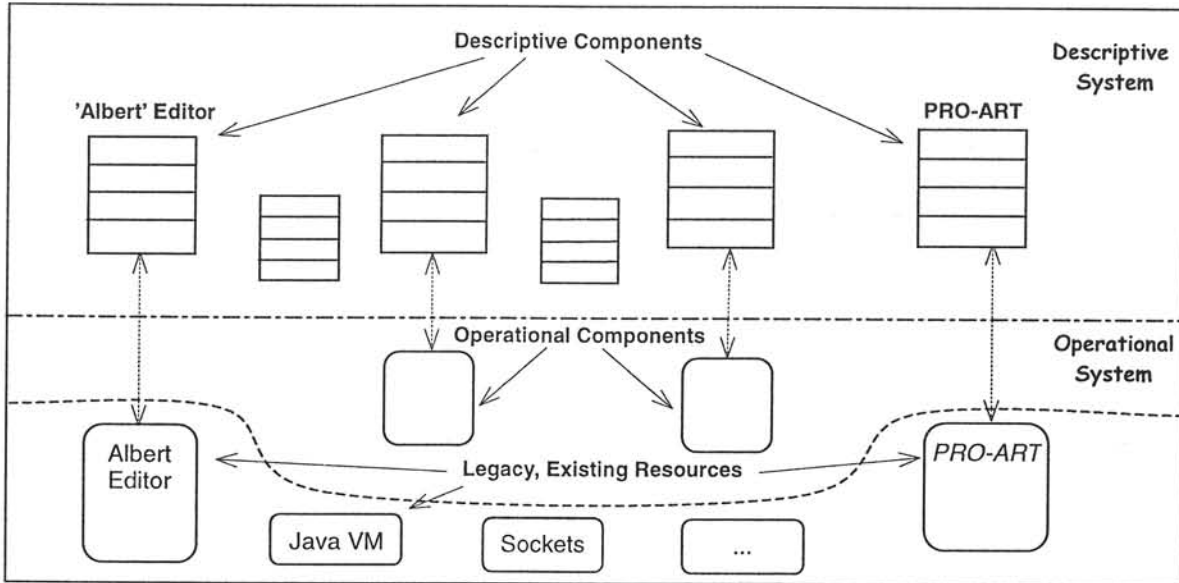 Descriptive Components
Descriptive
System
'Albert' Editor
PRO-ART
Operational Components
Operational
System
Albert
Editor
Legacy, Existing Resources
PRO-ART
Java VM
Sockets
...